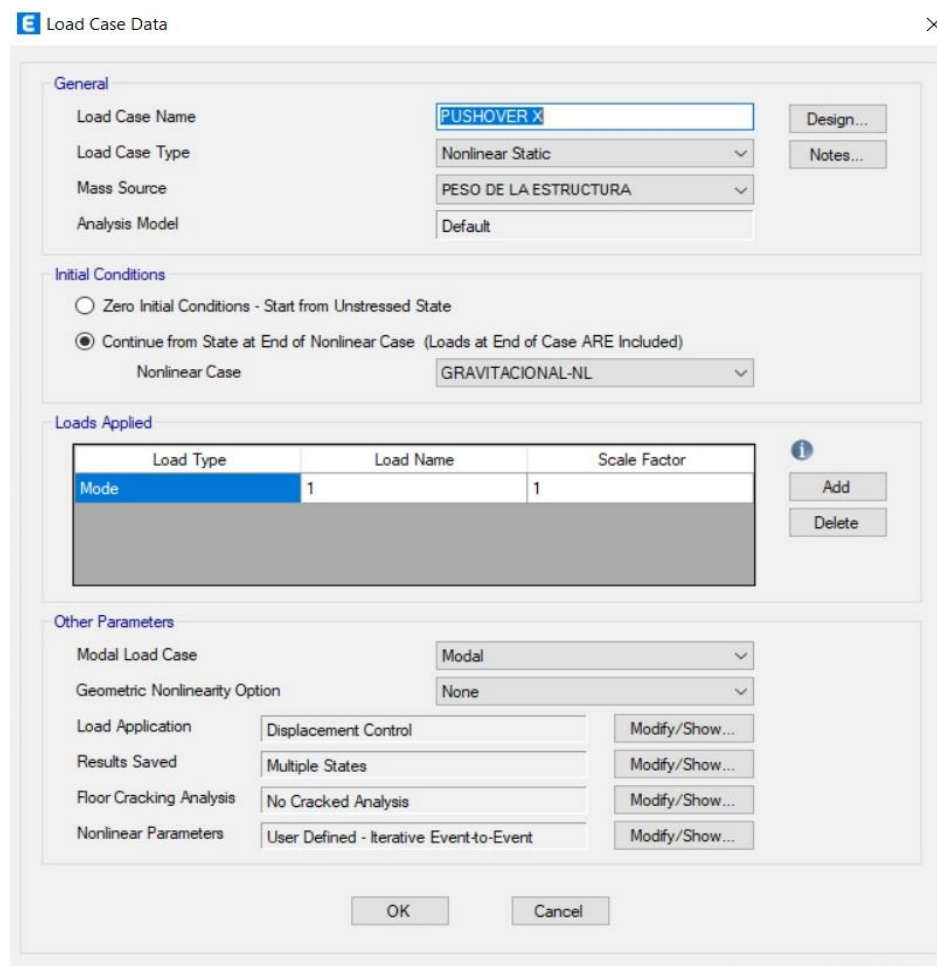 E Load Case Data
General
Load Case Name PUSHOVER X Design...
Load Case Type Nonlinear Static Notes...
Mass Source PESO DE LA ESTRUCTURA
Analysis Model Default
Initial Conditions
Zero Initial Conditions - Start from Unstressed State
Continue from State at End of Nonlinear Case (Loads at End of Case ARE Included)
Nonlinear Case GRAVITACIONAL-NL
Loads Applied
Load Type Load Name Scale Factor
Mode 1 1 Add
Delete
Other Parameters
Modal Load Case Modal
Geometric Nonlinearity Option None
Load Application Displacement Control Modify/Show...
Results Saved Multiple States Modify/Show...
Floor Cracking Analysis No Cracked Analysis Modify/Show...
Nonlinear Parameters User Defined - Iterative Event-to-Event Modify/Show...
OK Cancel